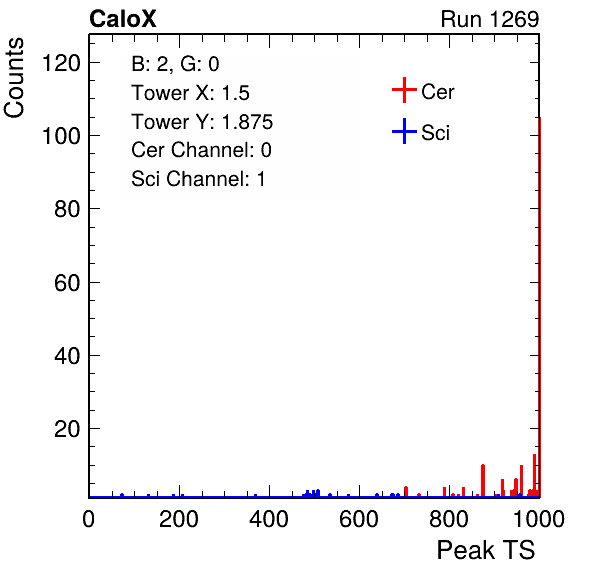 CaloX Run 1269
Counts
B: 2, G: 0
Tower X: 1.5
Tower Y: 1.875
Cer Channel: 0
Sci Channel: 1
Cer
Sci
120
100
80
60
40
20
0 200 400 600 800 1000
Peak TS